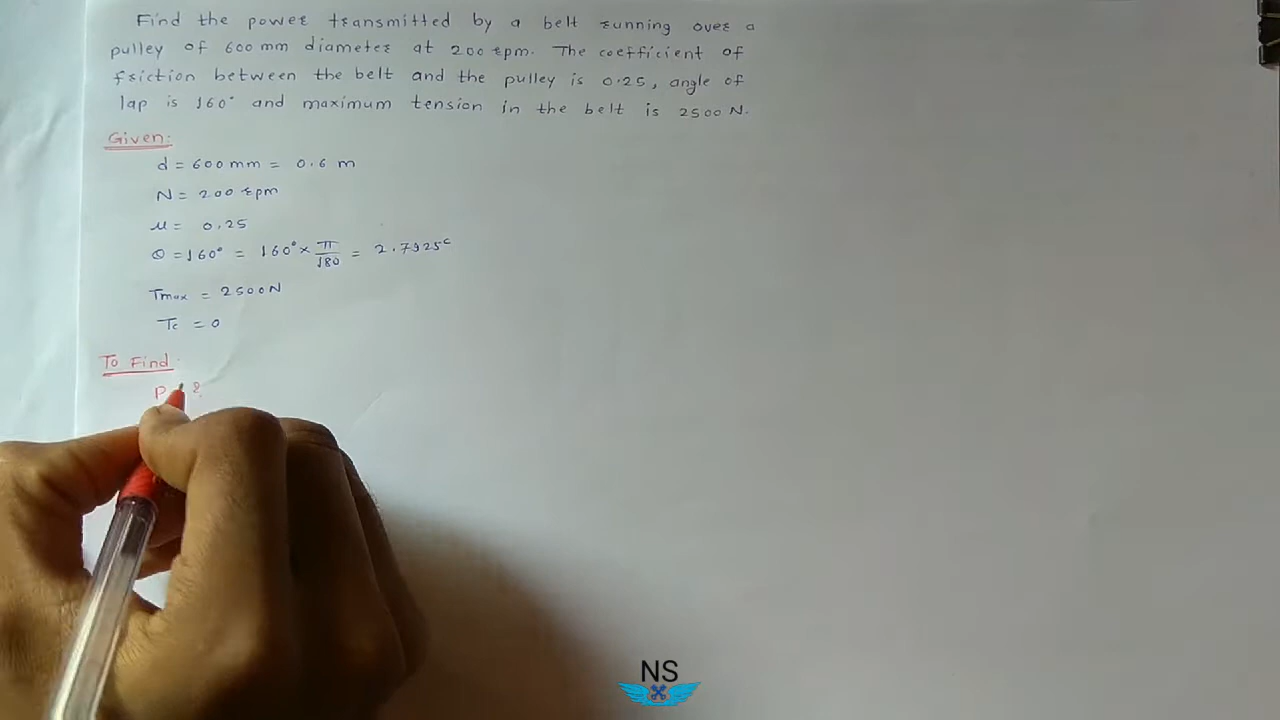 Find the power transmitted by a belt running over a
pulley of 600 mm diameter at 200 rpm. The coefficient of
friction between the belt and the pulley is 0.25, angle of
lap is 160° and maximum tension in the belt is 2500 N.
Given:
d = 600 mm = 0.6 m
N = 200 rpm
μ = 0.25
θ = 160° = 160° × π/180 = 2.7925ᶜ
Tmax = 2500N
Tc = 0
To Find:
P = ?
NS